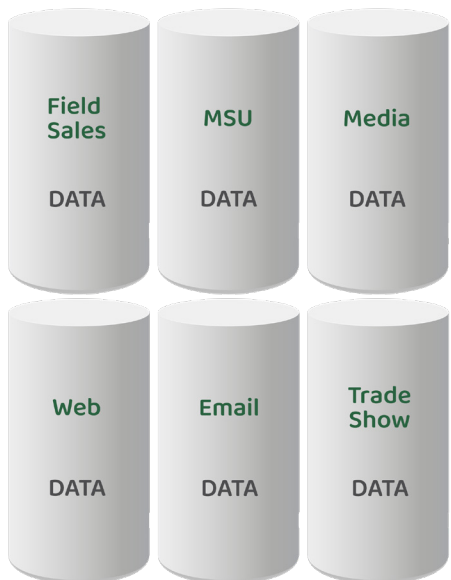 Field
Sales
DATA
MSU
DATA
Media
DATA
Web
DATA
Email
DATA
Trade
Show
DATA